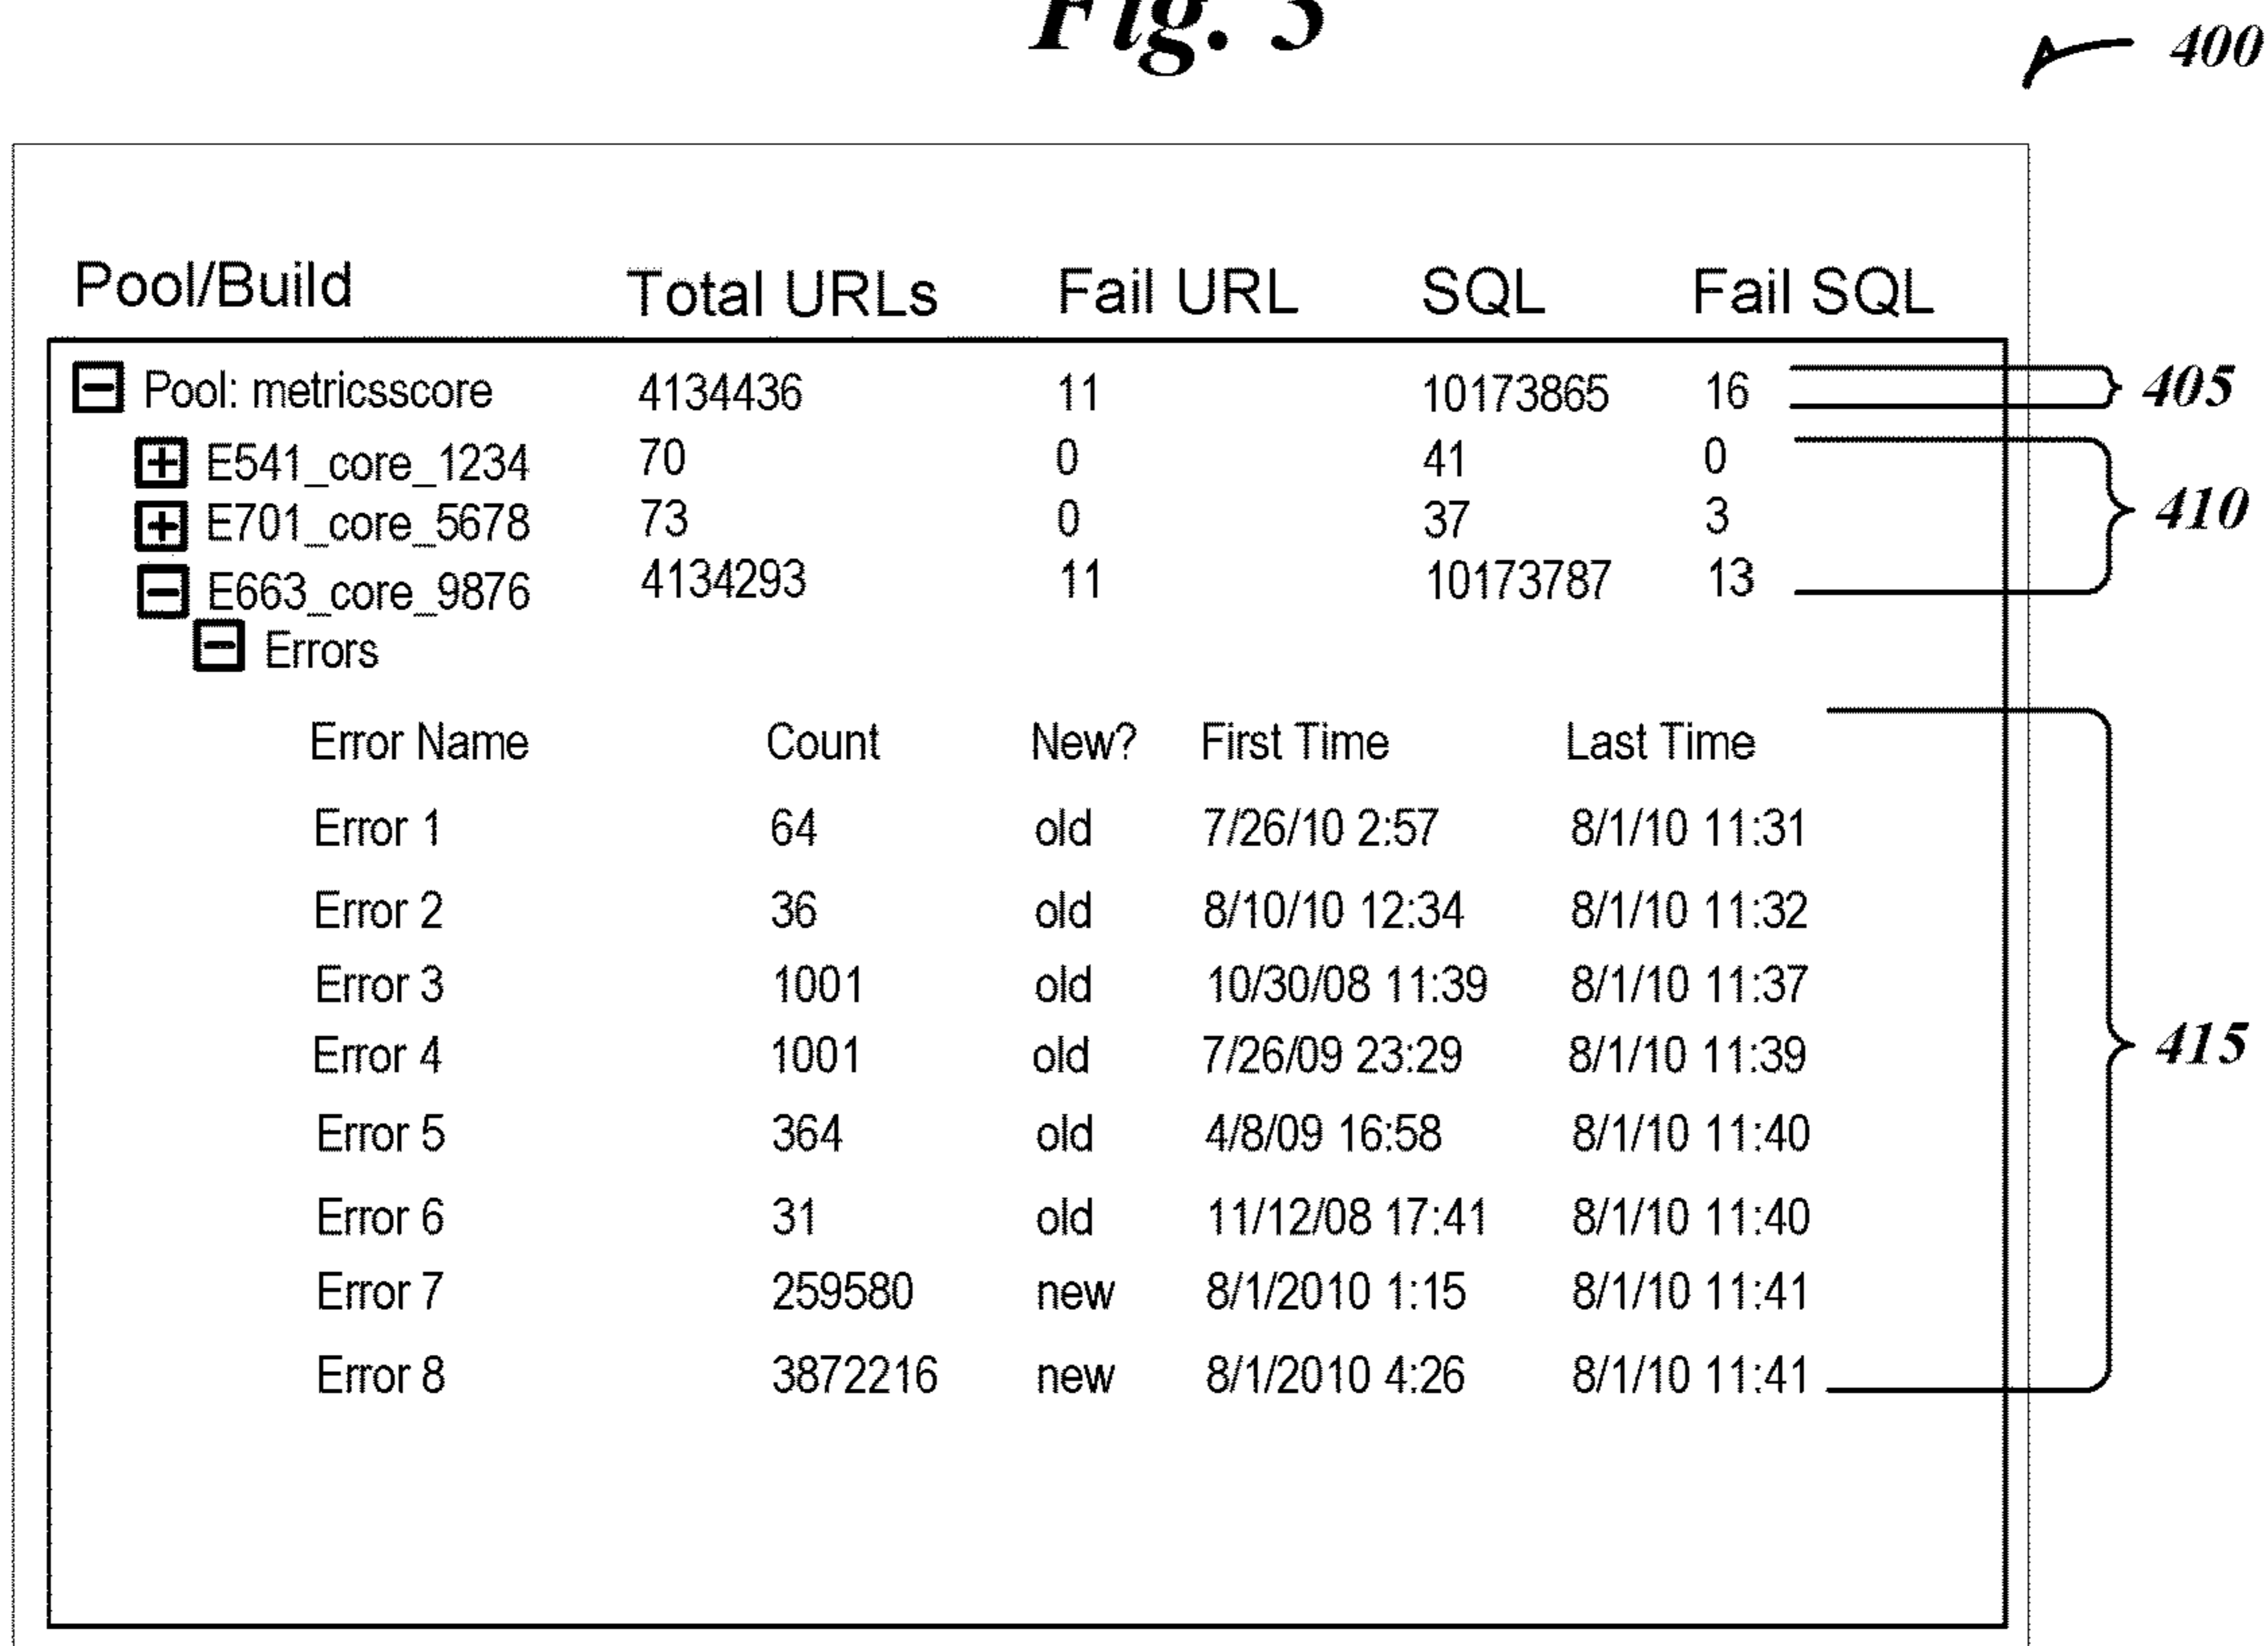 Fig. 3
400
Pool/Build Total URLs Fail URL SQL Fail SQL
Pool: metricsscore 4134436 11 10173865 16 405
E541_core_1234 70 0 41 0
E701_core_5678 73 0 37 3 410
E663_core_9876 4134293 11 10173787 13
Errors
Error Name Count New? First Time Last Time
Error 1 64 old 7/26/10 2:57 8/1/10 11:31
Error 2 36 old 8/10/10 12:34 8/1/10 11:32
Error 3 1001 old 10/30/08 11:39 8/1/10 11:37
Error 4 1001 old 7/26/09 23:29 8/1/10 11:39 415
Error 5 364 old 4/8/09 16:58 8/1/10 11:40
Error 6 31 old 11/12/08 17:41 8/1/10 11:40
Error 7 259580 new 8/1/2010 1:15 8/1/10 11:41
Error 8 3872216 new 8/1/2010 4:26 8/1/10 11:41